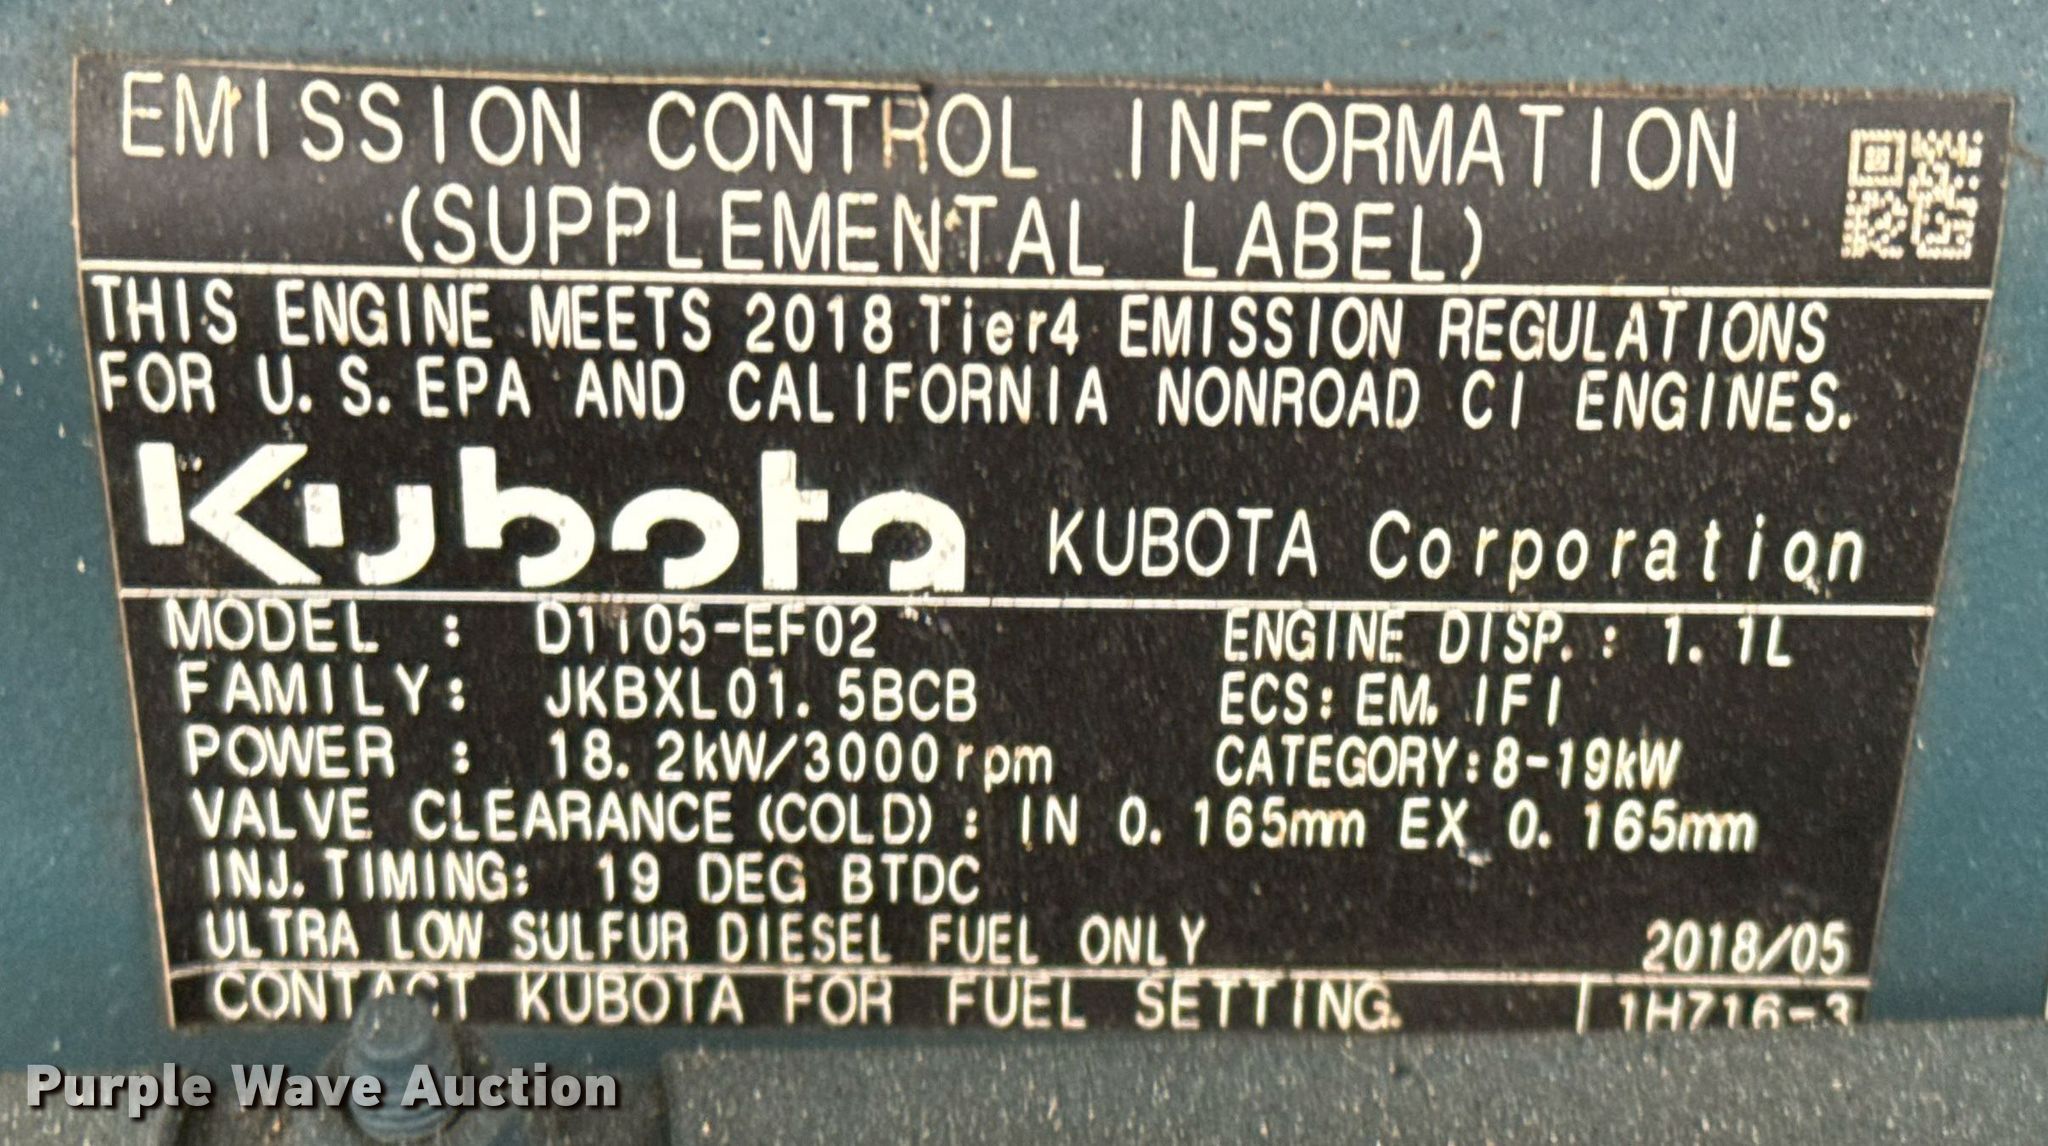 EMISSION CONTROL INFORMATION
(SUPPLEMENTAL LABEL)
THIS ENGINE MEETS 2018 Tier4 EMISSION REGULATIONS
FOR U.S.EPA AND CALIFORNIA NONROAD CI ENGINES.
Kubota KUBOTA Corporation
MODEL : D1105-EF02 ENGINE DISP.: 1.1L
FAMILY: JKBXL01.5BCB ECS:EM, IFI
POWER : 18.2kW/3000rpm CATEGORY:8-19kW
VALVE CLEARANCE(COLD): IN 0.165mm EX 0.165mm
INJ.TIMING: 19 DEG BTDC
ULTRA LOW SULFUR DIESEL FUEL ONLY 2018/05
CONTACT KUBOTA FOR FUEL SETTING. 1H716-3
Purple Wave Auction